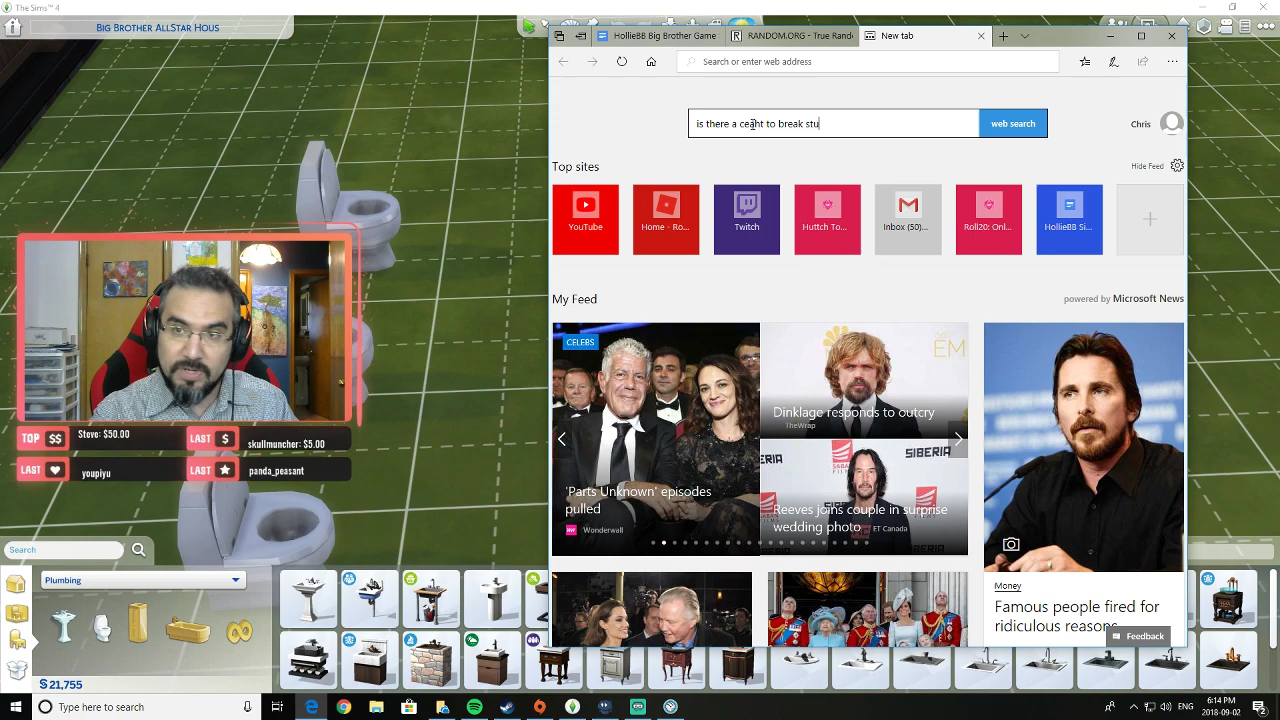 The Sims™ 4
BIG BROTHER ALLSTAR HOUS
HollieBB Big Brother Game
RANDOM.ORG - True Rand
New tab
Search or enter web address
is there a ceaht to break stu
web search
Chris
Top sites
Hide Feed
YouTube
Home - Ro...
Twitch
Huttch To...
Inbox (50)...
Roll20: Onl...
HollieBB Si...
My Feed
powered by Microsoft News
CELEBS
EM
Dinklage responds to outcry
TheWrap
'Parts Unknown' episodes
pulled
Wonderwall
SIBERIA
Reeves joins couple in surprise
wedding photo
ET Canada
Money
Famous people fired for
ridiculous reasons
Feedback
TOP $$
Steve: $50.00
LAST $
skullmuncher: $5.00
LAST
youpiyu
LAST
panda_peasant
Search
Plumbing
§ 21,755
Type here to search
ENG
6:14 PM
2018-09-02
2